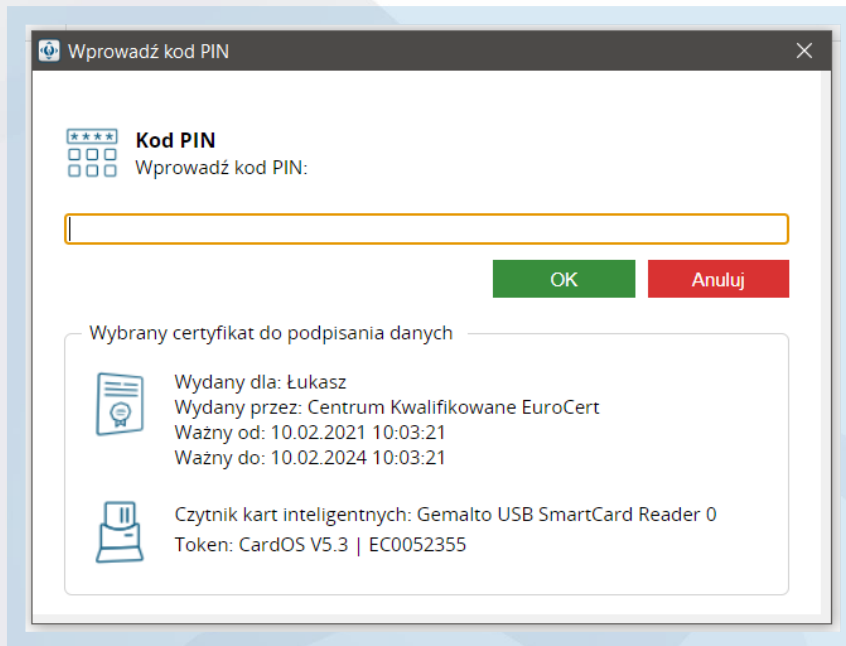 Wprowadź kod PIN
****
Kod PIN
Wprowadź kod PIN:
OK
Anuluj
Wybrany certyfikat do podpisania danych
Wydany dla: Łukasz
Wydany przez: Centrum Kwalifikowane EuroCert
Ważny od: 10.02.2021 10:03:21
Ważny do: 10.02.2024 10:03:21
Czytnik kart inteligentnych: Gemalto USB SmartCard Reader 0
Token: CardOS V5.3 | EC0052355